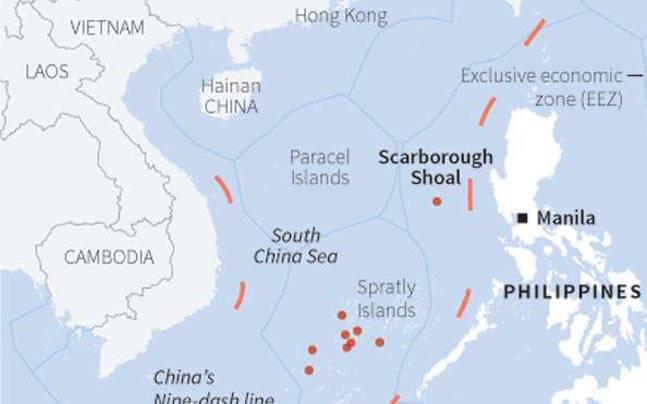 Hong Kong
VIETNAM
LAOS
Hainan
CHINA
Exclusive economic
zone (EEZ)
Paracel
Islands
Scarborough
Shoal
Manila
South
China Sea
CAMBODIA
Spratly
Islands
PHILIPPINES
China's
Nine-dash line